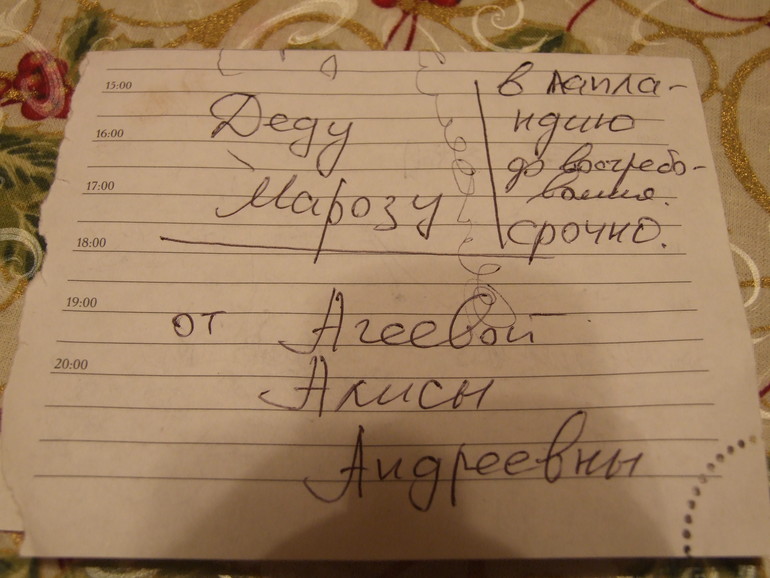 15:00
16:00
17:00
18:00
19:00
20:00
Деду
Марозу
в лапла-
ндию
до востребо-
вания.
срочно.
от Агеевой
Алисы
Андреевны